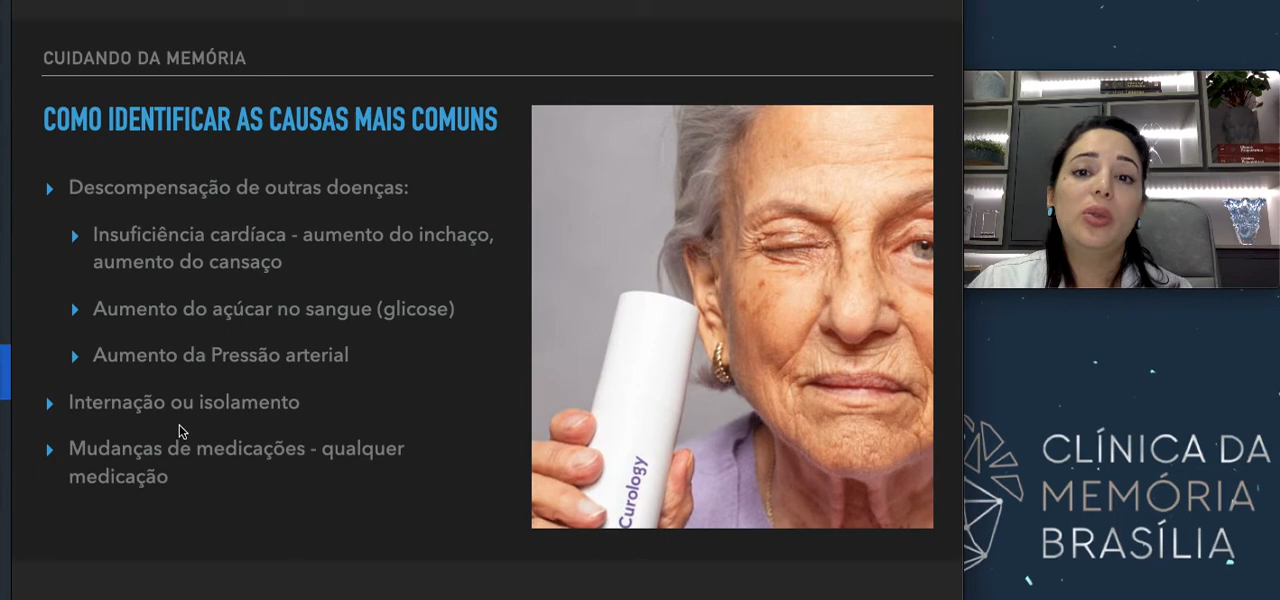 CUIDANDO DA MEMÓRIA
COMO IDENTIFICAR AS CAUSAS MAIS COMUNS
Descompensação de outras doenças:
Insuficiência cardíaca - aumento do inchaço,
aumento do cansaço
Aumento do açúcar no sangue (glicose)
Aumento da Pressão arterial
Internação ou isolamento
Mudanças de medicações - qualquer
medicação
Curology
CLÍNICA DA
MEMÓRIA
BRASÍLIA